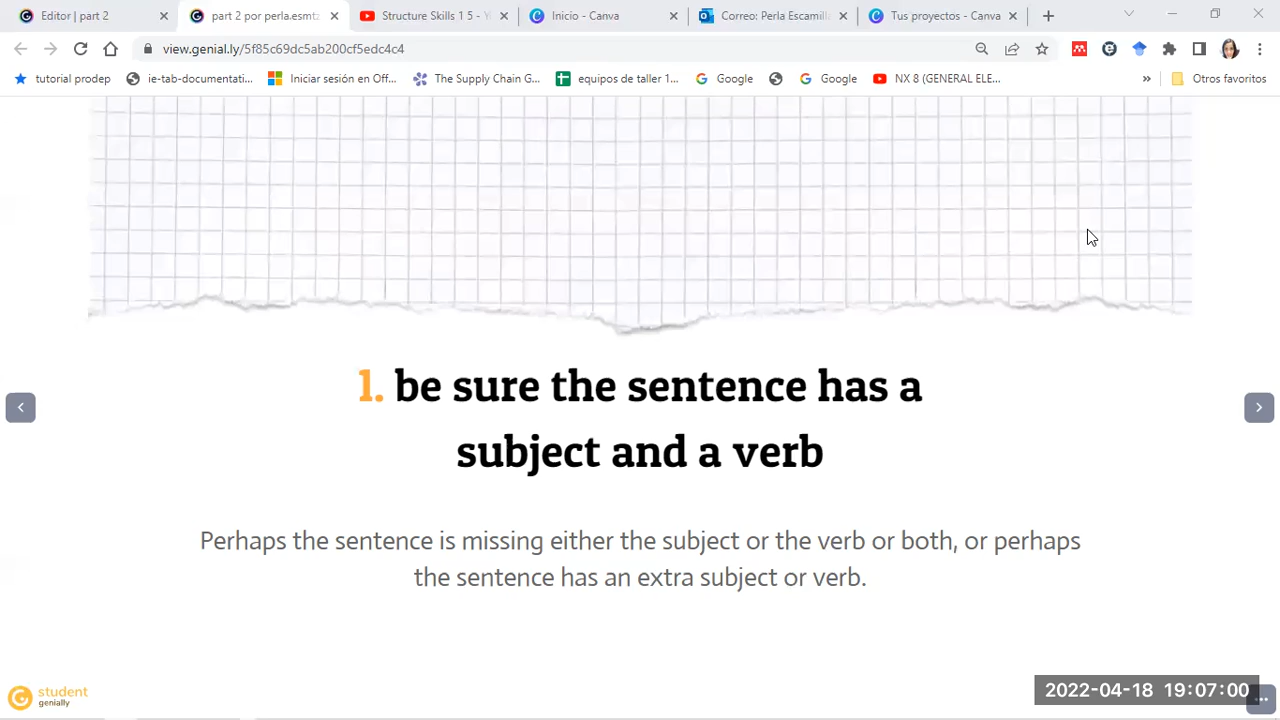 Editor | part 2
part 2 por perla.esmt
Structure Skills 1 5 - Y
Inicio - Canva
Correo: Perla Escamill
Tus proyectos - Canva
view.genial.ly/5f85c69dc5ab200cf5edc4c4
tutorial prodep
ie-tab-documentati...
Iniciar sesión en Off...
The Supply Chain G...
equipos de taller 1...
Google
Google
NX 8 (GENERAL ELE...
»
Otros favoritos
1. be sure the sentence has a
subject and a verb
Perhaps the sentence is missing either the subject or the verb or both, or perhaps
the sentence has an extra subject or verb.
student
genially
2022-04-18 19:07:00